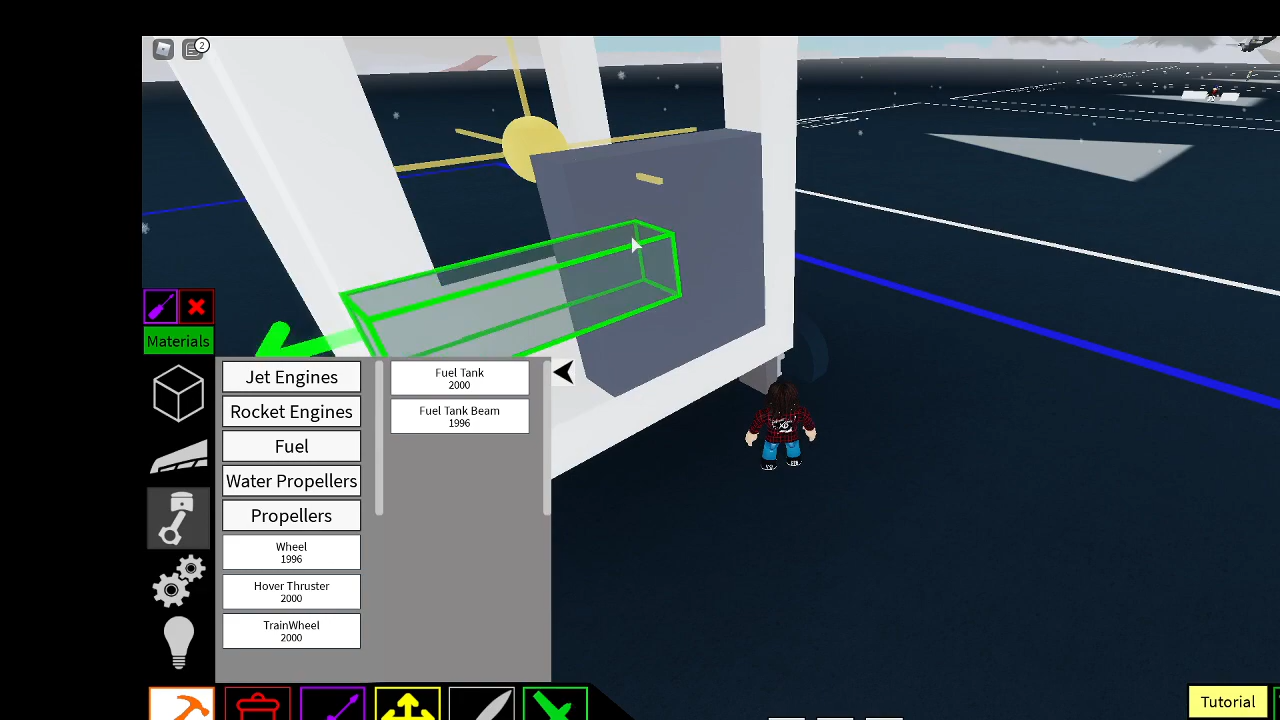 2
Materials
Jet Engines
Rocket Engines
Fuel
Water Propellers
Propellers
Wheel
1996
Hover Thruster
2000
TrainWheel
2000
Fuel Tank
2000
Fuel Tank Beam
1996
Tutorial